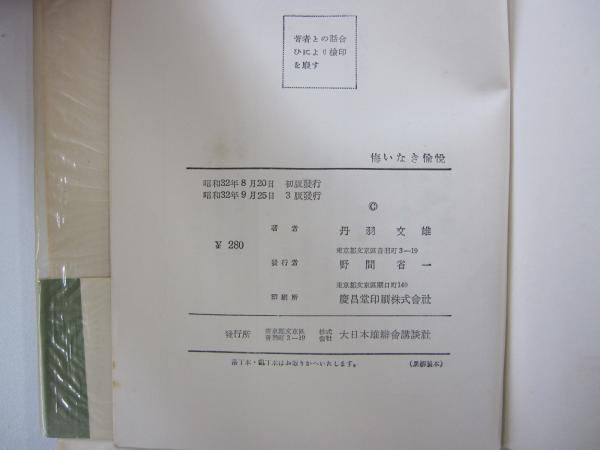 著者との話合
ひにより検印
を廃す
悔いなき愉悦
昭和32年8月20日 初版發行
昭和32年9月25日 3版發行
©
¥ 280
著者 丹羽文雄
東京都文京區音羽町3—19
發行者 野間省一
東京都文京區關口町140
印刷所 慶昌堂印刷株式會社
發行所 東京都文京區音羽町3—19 株式會社 大日本雄辯會講談社
落丁本・亂丁本はお取りかへいたします。 (黒柳製本)